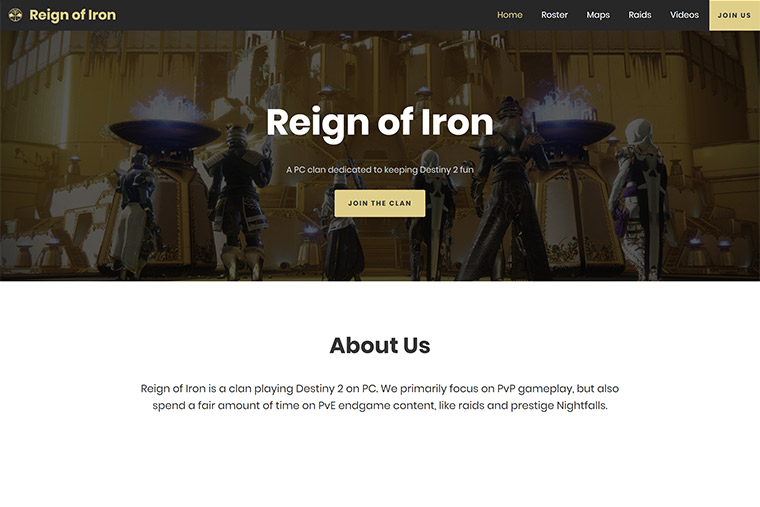 Reign of Iron
Home Roster Maps Raids Videos JOIN US
Reign of Iron
A PC clan dedicated to keeping Destiny 2 fun
JOIN THE CLAN
About Us
Reign of Iron is a clan playing Destiny 2 on PC. We primarily focus on PvP gameplay, but also
spend a fair amount of time on PvE endgame content, like raids and prestige Nightfalls.